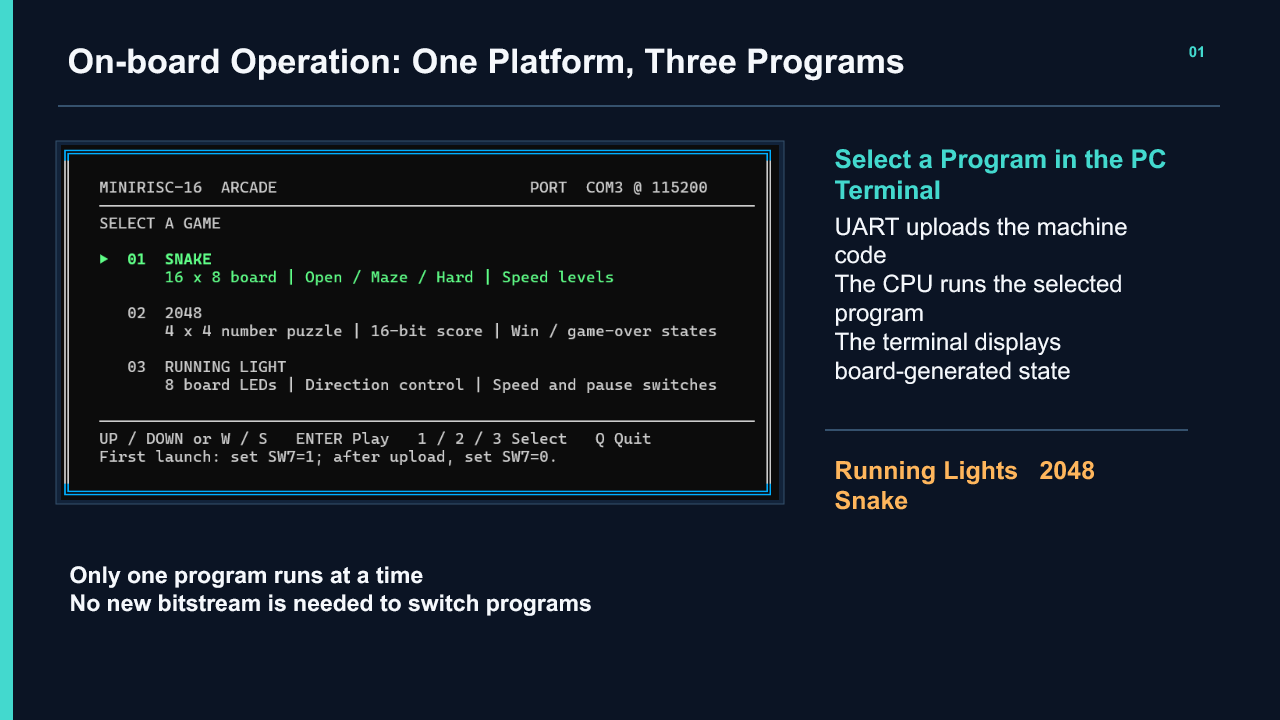 On-board Operation: One Platform, Three Programs
01
MINIRISC-16 ARCADE PORT COM3 @ 115200
SELECT A GAME
▶ 01 SNAKE
16 x 8 board | Open / Maze / Hard | Speed levels
02 2048
4 x 4 number puzzle | 16-bit score | Win / game-over states
03 RUNNING LIGHT
8 board LEDs | Direction control | Speed and pause switches
UP / DOWN or W / S ENTER Play 1 / 2 / 3 Select Q Quit
First launch: set SW7=1; after upload, set SW7=0.
Select a Program in the PC
Terminal
UART uploads the machine
code
The CPU runs the selected
program
The terminal displays
board-generated state
Running Lights 2048
Snake
Only one program runs at a time
No new bitstream is needed to switch programs